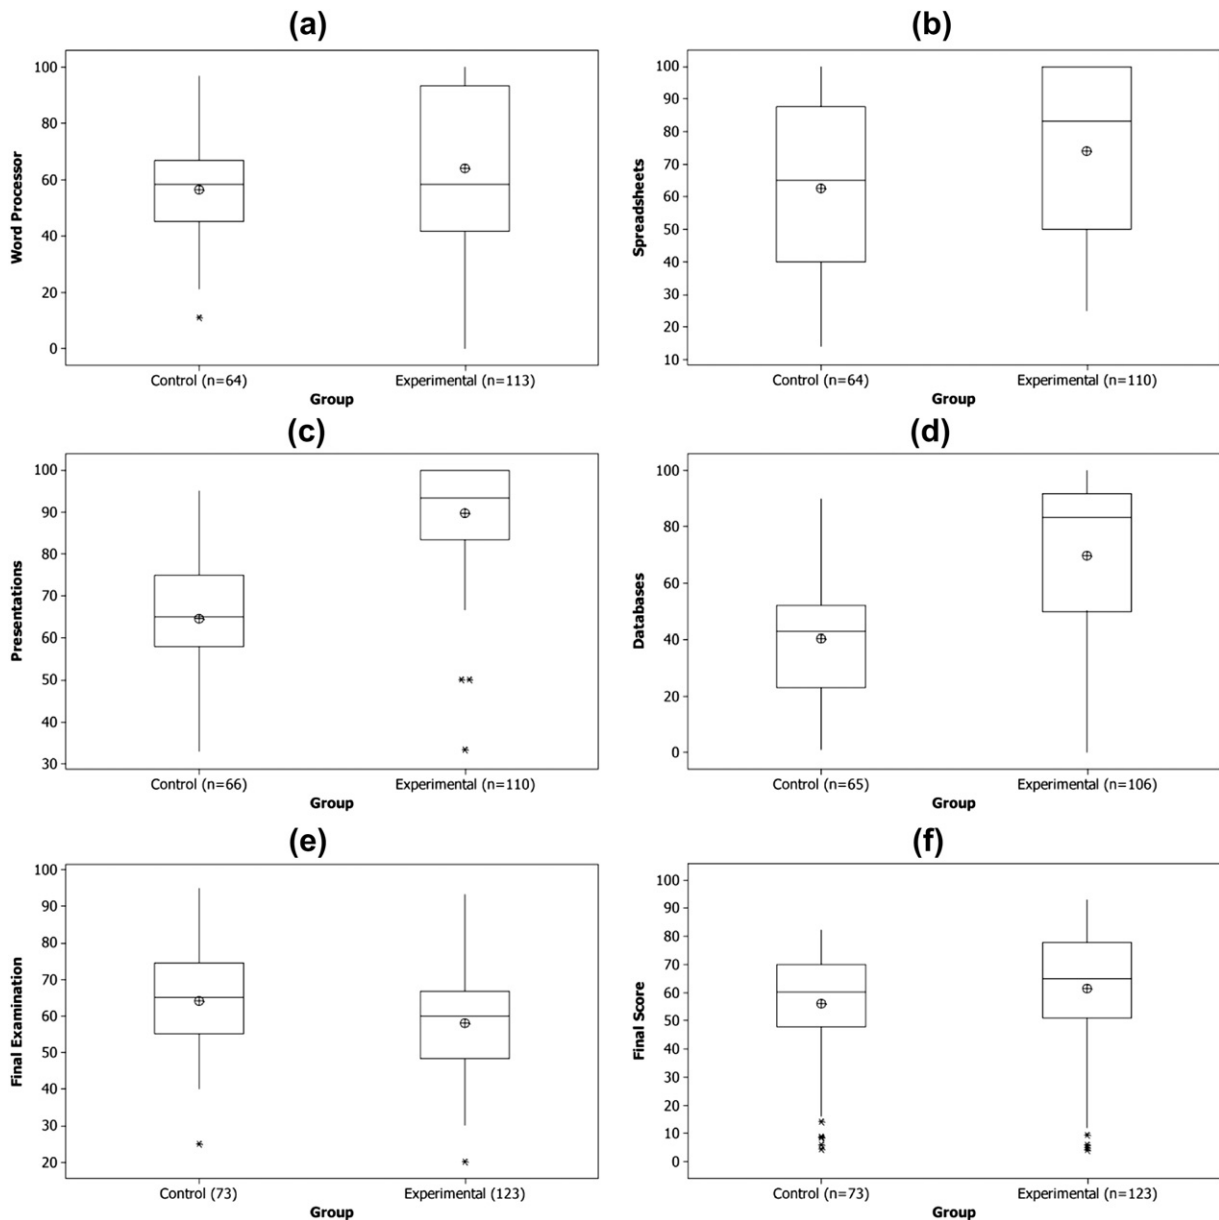 (a)
100
80
60
40
20
0
Word Processor
Control (n=64) Experimental (n=113)
Group
(b)
100
90
80
70
60
50
40
30
20
10
Spreadsheets
Control (n=64) Experimental (n=110)
Group
(c)
100
90
80
70
60
50
40
30
Presentations
Control (n=66) Experimental (n=110)
Group
(d)
100
80
60
40
20
0
Databases
Control (n=65) Experimental (n=106)
Group
(e)
100
90
80
70
60
50
40
30
20
Final Examination
Control (73) Experimental (123)
Group
(f)
100
90
80
70
60
50
40
30
20
10
0
Final Score
Control (n=73) Experimental (n=123)
Group